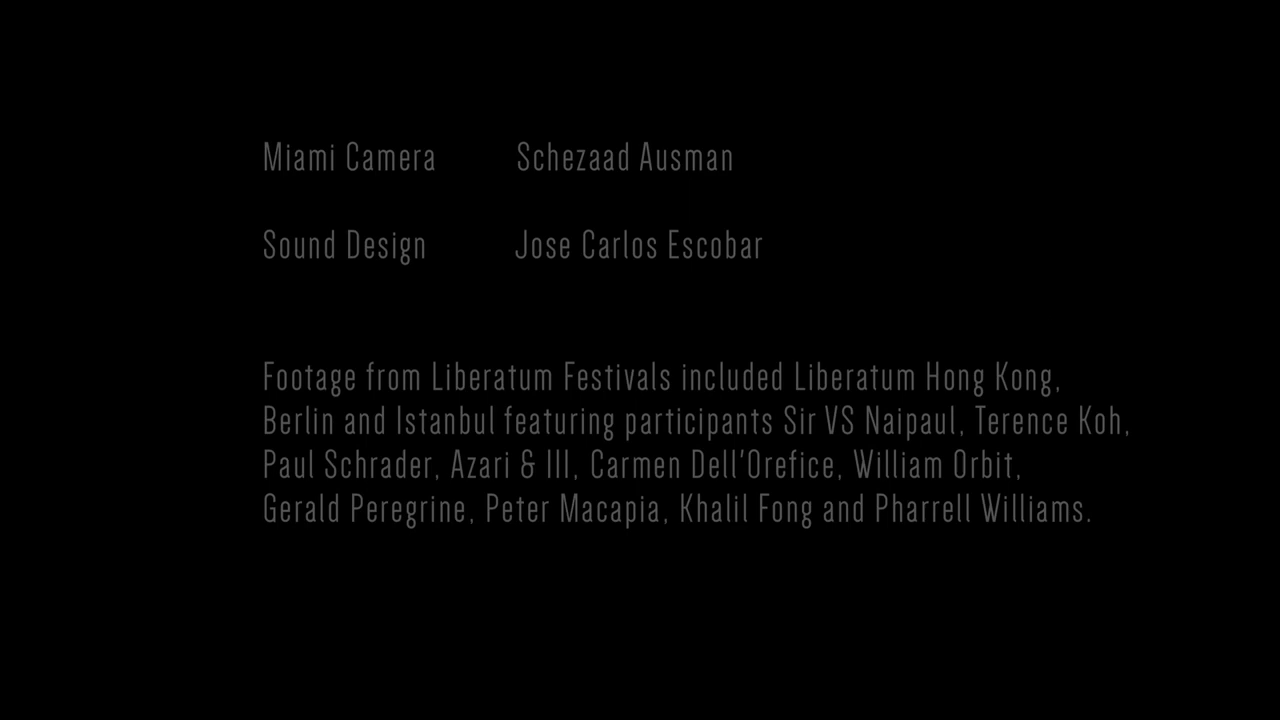 Miami Camera Schezaad Ausman
Sound Design Jose Carlos Escobar
Footage from Liberatum Festivals included Liberatum Hong Kong,
Berlin and Istanbul featuring participants Sir VS Naipaul, Terence Koh,
Paul Schrader, Azari & III, Carmen Dell'Orefice, William Orbit,
Gerald Peregrine, Peter Macapia, Khalil Fong and Pharrell Williams.